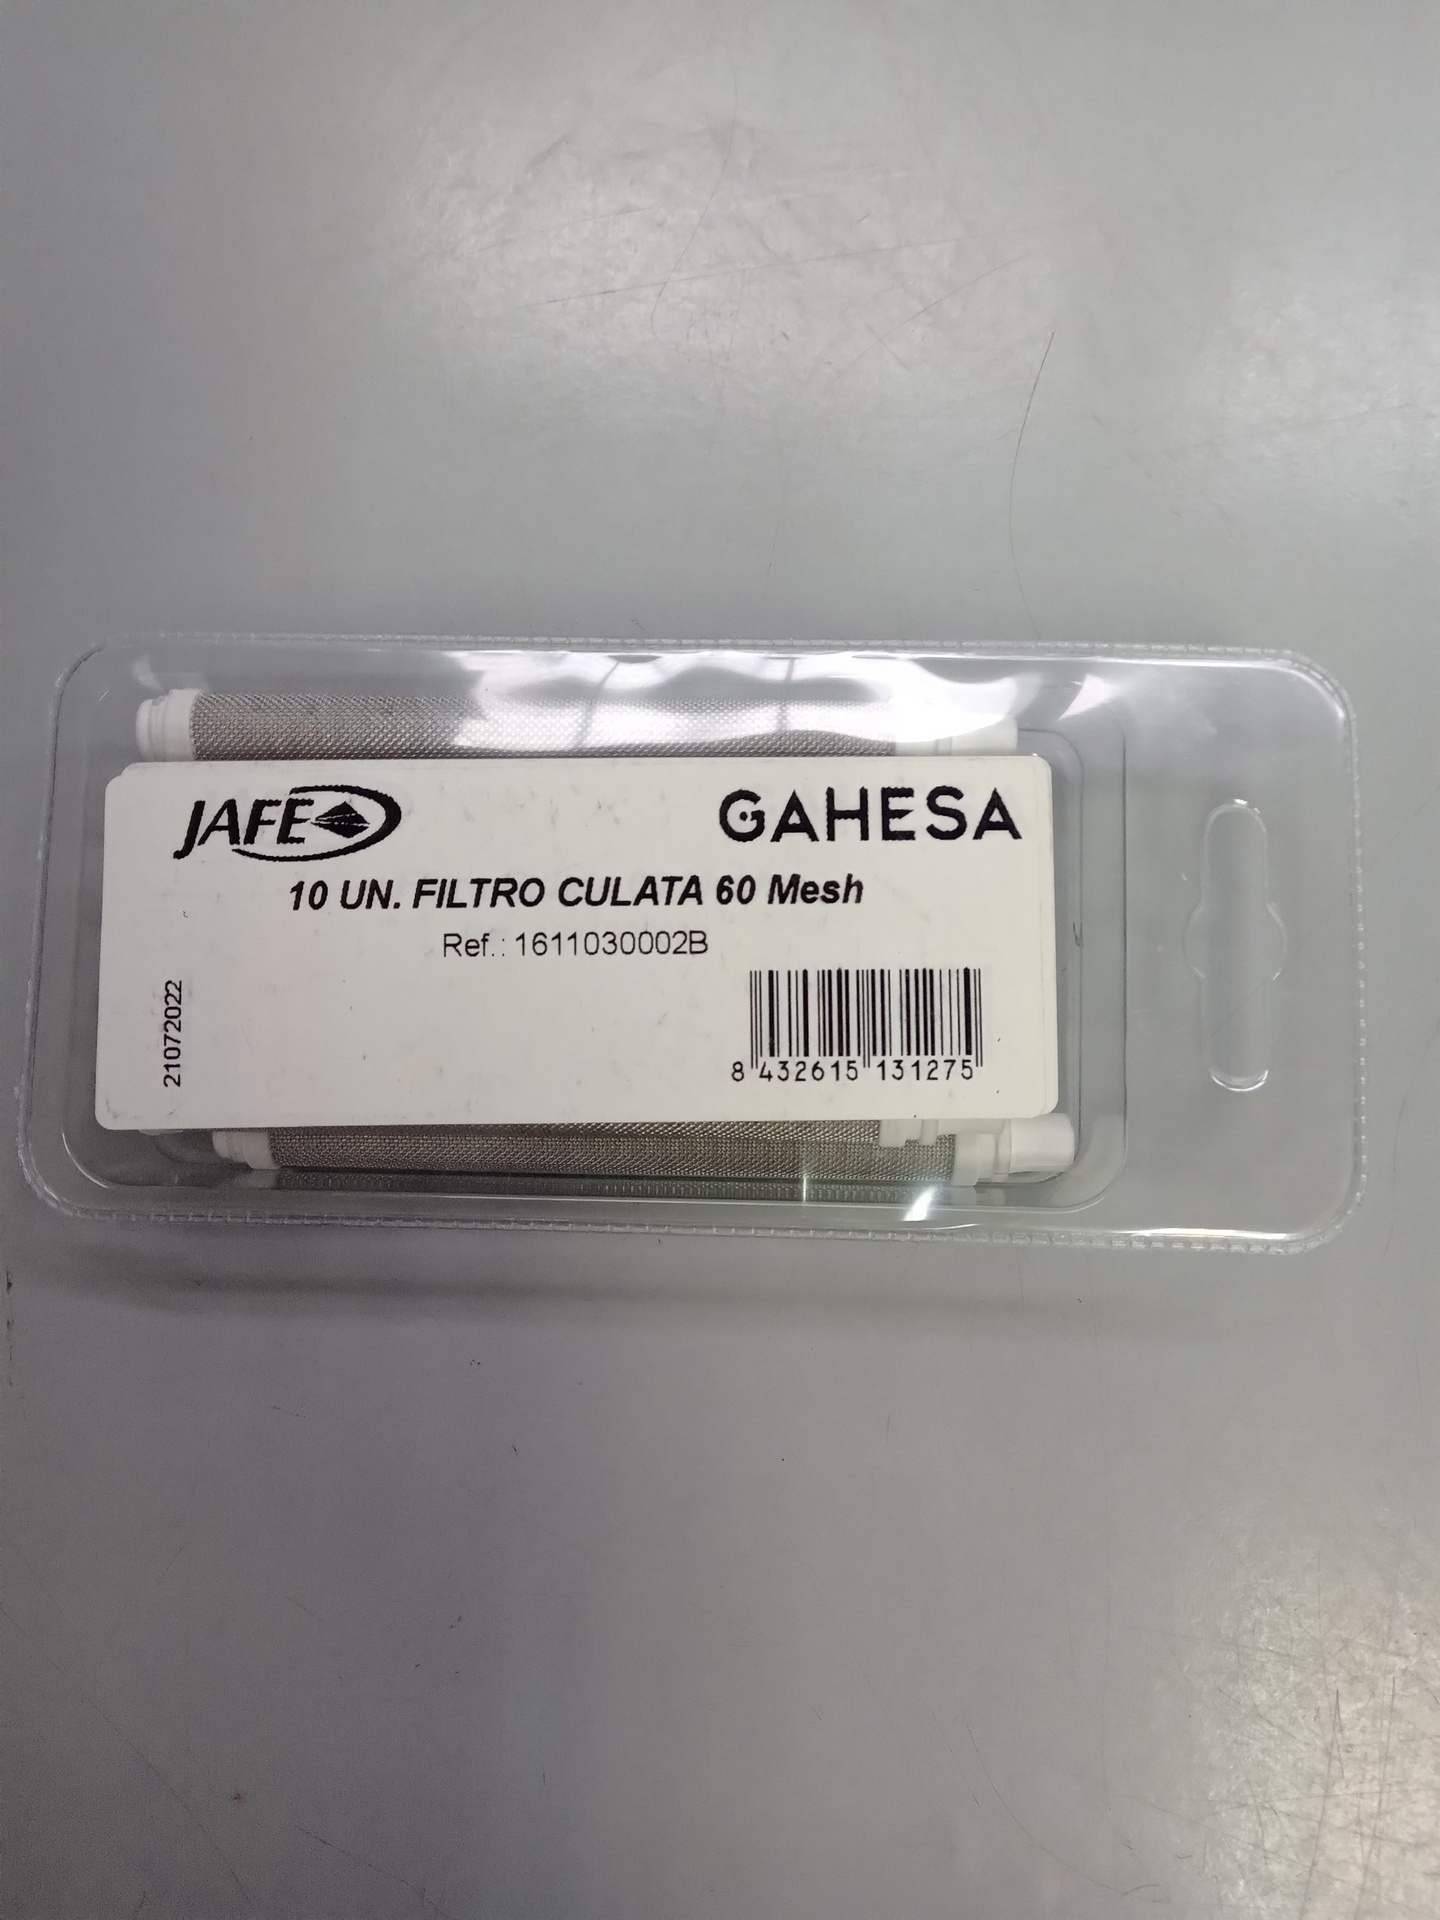 JAFE
GAHESA
10 UN. FILTRO CULATA 60 Mesh
Ref.: 1611030002B
21072022
8 432615 131275